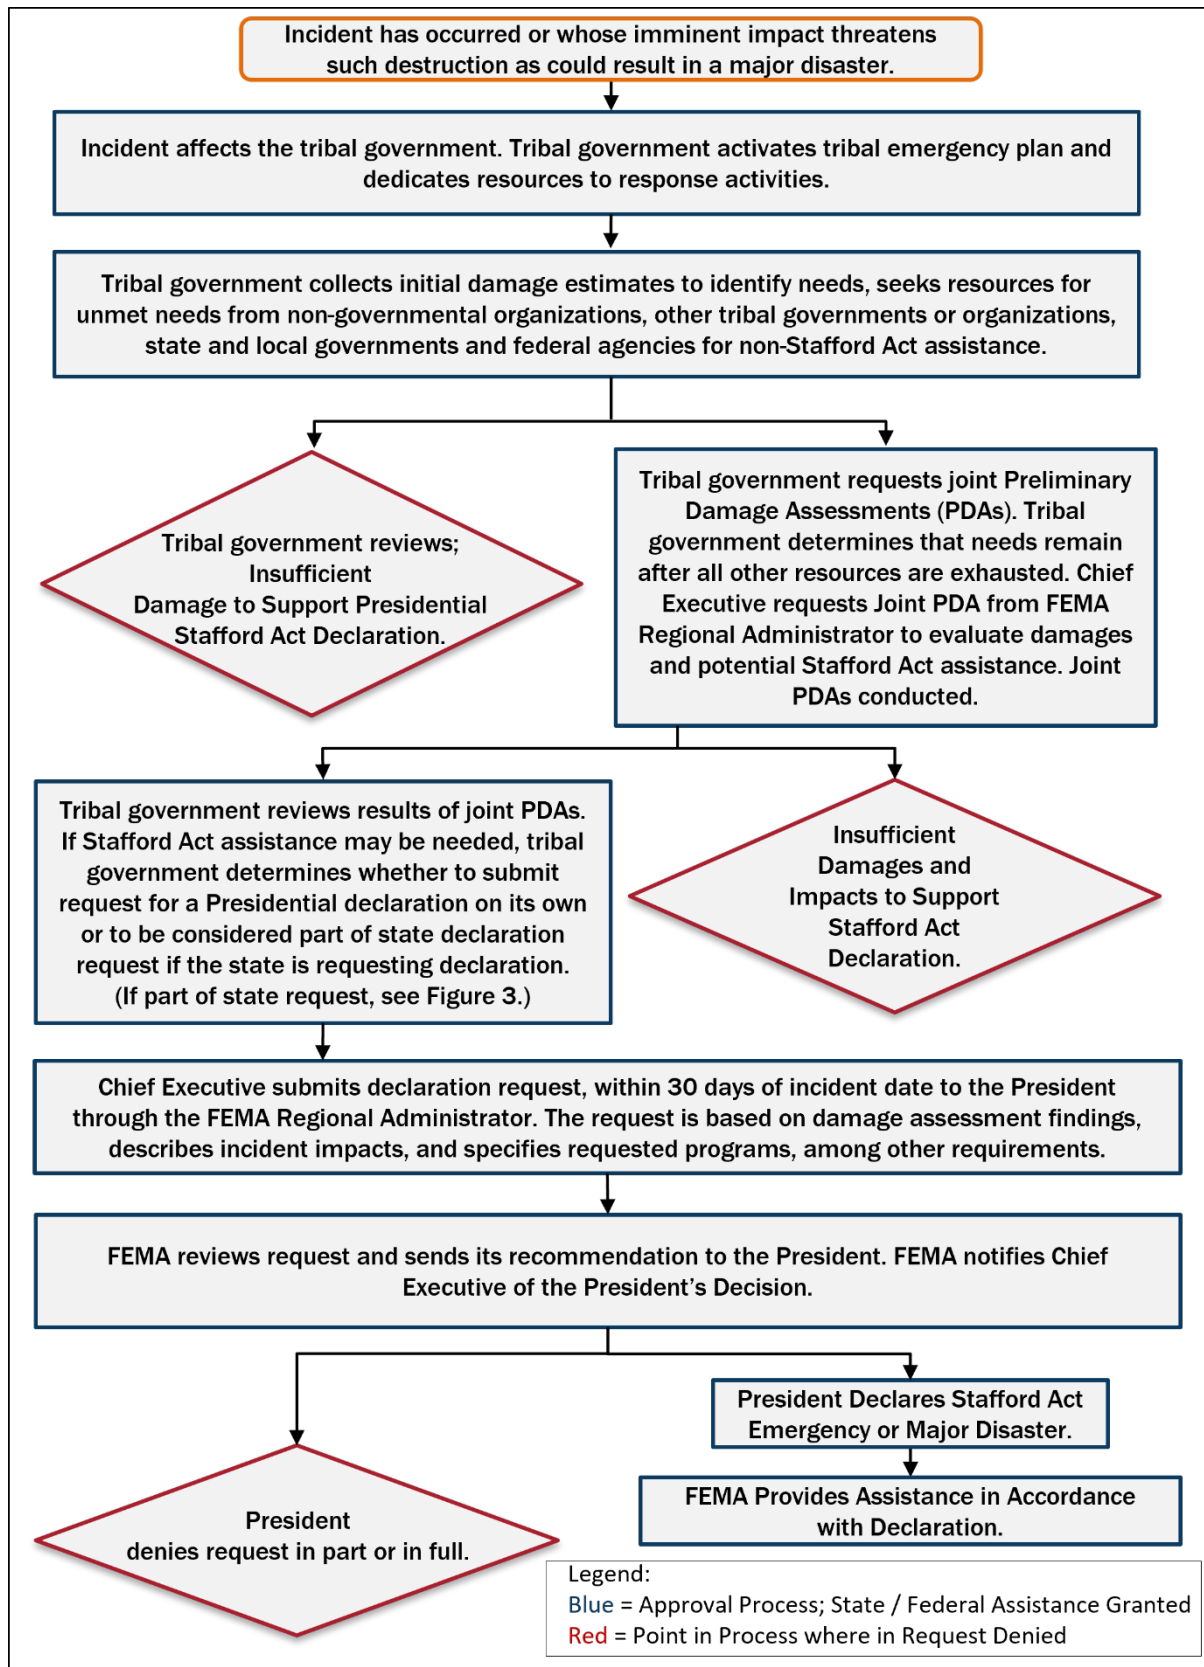 Incident has occurred or whose imminent impact threatens
such destruction as could result in a major disaster.
Incident affects the tribal government. Tribal government activates tribal emergency plan and
dedicates resources to response activities.
Tribal government collects initial damage estimates to identify needs, seeks resources for
unmet needs from non-governmental organizations, other tribal governments or organizations,
state and local governments and federal agencies for non-Stafford Act assistance.
Tribal government reviews;
Insufficient
Damage to Support Presidential
Stafford Act Declaration.
Tribal government requests joint Preliminary
Damage Assessments (PDAs). Tribal
government determines that needs remain
after all other resources are exhausted. Chief
Executive requests Joint PDA from FEMA
Regional Administrator to evaluate damages
and potential Stafford Act assistance. Joint
PDAs conducted.
Tribal government reviews results of joint PDAs.
If Stafford Act assistance may be needed, tribal
government determines whether to submit
request for a Presidential declaration on its own
or to be considered part of state declaration
request if the state is requesting declaration.
(If part of state request, see Figure 3.)
Insufficient
Damages and
Impacts to Support
Stafford Act
Declaration.
Chief Executive submits declaration request, within 30 days of incident date to the President
through the FEMA Regional Administrator. The request is based on damage assessment findings,
describes incident impacts, and specifies requested programs, among other requirements.
FEMA reviews request and sends its recommendation to the President. FEMA notifies Chief
Executive of the President’s Decision.
President
denies request in part or in full.
President Declares Stafford Act
Emergency or Major Disaster.
FEMA Provides Assistance in Accordance
with Declaration.
Legend:
Blue = Approval Process; State / Federal Assistance Granted
Red = Point in Process where in Request Denied